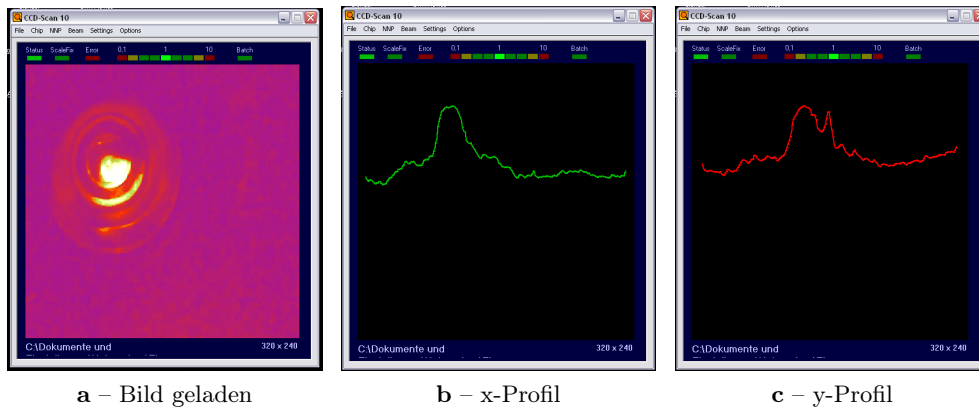 CCD-Scan 10
File Chip NNP Beam Settings Options
Status ScaleFix Error 0,1 1 10 Batch
C:\Dokumente und
320 x 240
CCD-Scan 10
File Chip NNP Beam Settings Options
Status ScaleFix Error 0,1 1 10 Batch
C:\Dokumente und
320 x 240
CCD-Scan 10
File Chip NNP Beam Settings Options
Status ScaleFix Error 0,1 1 10 Batch
C:\Dokumente und
320 x 240
a – Bild geladen
b – x-Profil
c – y-Profil